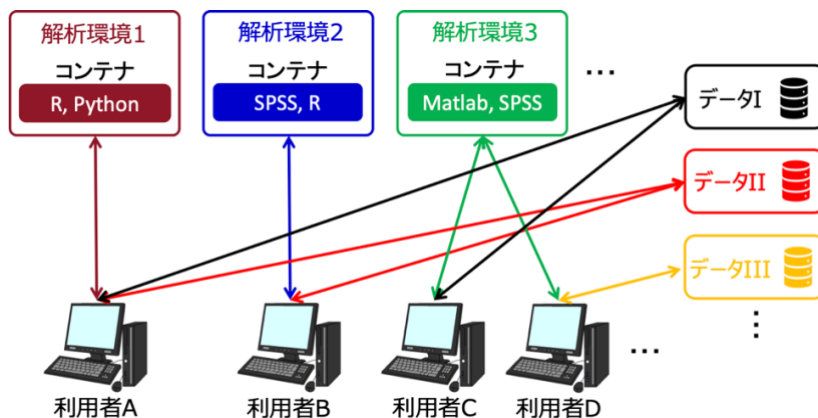 解析環境1
コンテナ
R, Python
解析環境2
コンテナ
SPSS, R
解析環境3
コンテナ
Matlab, SPSS
…
データI
データII
データIII
…
…
利用者A
利用者B
利用者C
利用者D